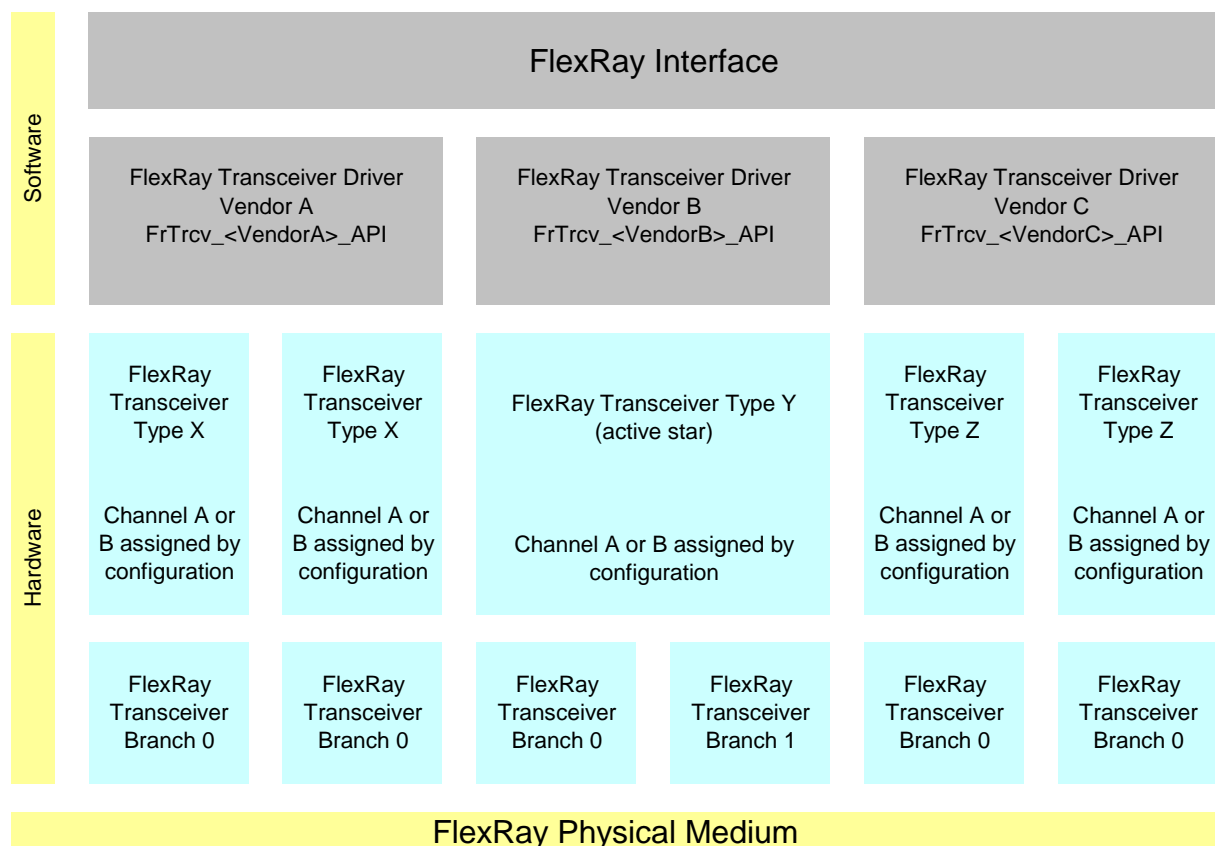 FlexRay Interface
Software
FlexRay Transceiver Driver
Vendor A
FrTrcv_<VendorA>_API
FlexRay Transceiver Driver
Vendor B
FrTrcv_<VendorB>_API
FlexRay Transceiver Driver
Vendor C
FrTrcv_<VendorC>_API
Hardware
FlexRay
Transceiver
Type X
Channel A or
B assigned by
configuration
FlexRay
Transceiver
Type X
Channel A or
B assigned by
configuration
FlexRay Transceiver Type Y
(active star)
Channel A or B assigned by
configuration
FlexRay
Transceiver
Type Z
Channel A or
B assigned by
configuration
FlexRay
Transceiver
Type Z
Channel A or
B assigned by
configuration
FlexRay
Transceiver
Branch 0
FlexRay
Transceiver
Branch 0
FlexRay
Transceiver
Branch 0
FlexRay
Transceiver
Branch 1
FlexRay
Transceiver
Branch 0
FlexRay
Transceiver
Branch 0
FlexRay Physical Medium